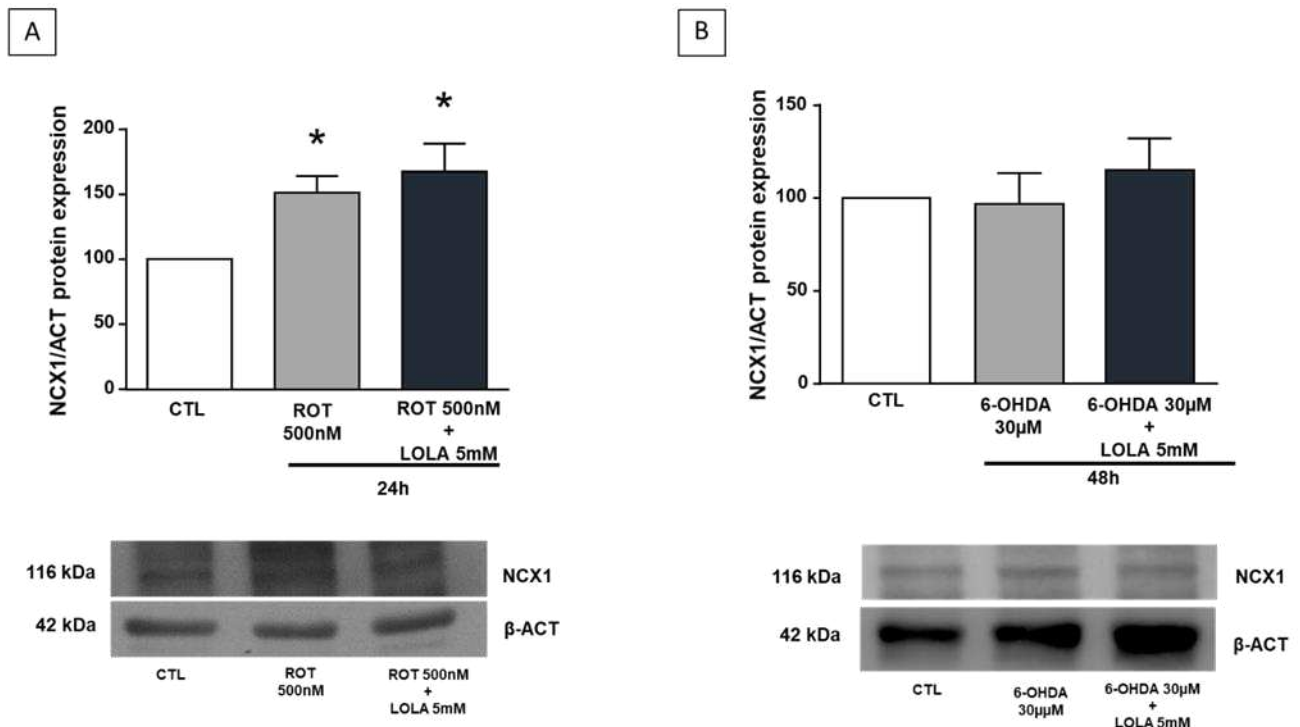 A
NCX1/ACT protein expression
200
150
100
50
0
*
*
CTL
ROT
500nM
ROT 500nM
+
LOLA 5mM
24h
116 kDa
NCX1
42 kDa
β-ACT
CTL
ROT
500nM
ROT 500nM
+
LOLA 5mM
B
NCX1/ACT protein expression
150
100
50
0
CTL
6-OHDA
30µM
6-OHDA 30µM
+
LOLA 5mM
48h
116 kDa
NCX1
42 kDa
β-ACT
CTL
6-OHDA
30µµM
6-OHDA 30µM
+
LOLA 5mM